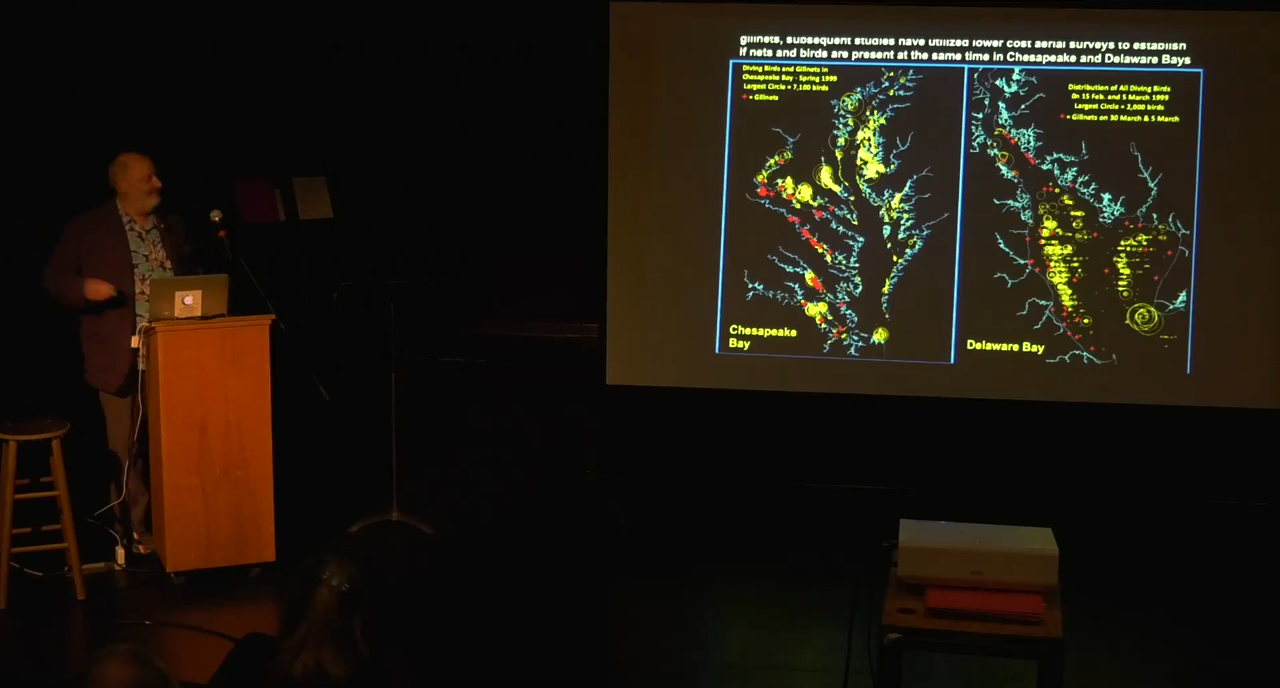 gillnets, subsequent studies have utilized lower cost aerial surveys to establish
if nets and birds are present at the same time in Chesapeake and Delaware Bays
Diving Birds and Gillnets in
Chesapeake Bay - Spring 1999
Largest Circle = 7,100 birds
+ = Gillnets
Chesapeake
Bay
Distribution of All Diving Birds
On 15 Feb. and 5 March 1999
Largest Circle = 2,000 birds
+ = Gillnets on 30 March & 5 March
Delaware Bay